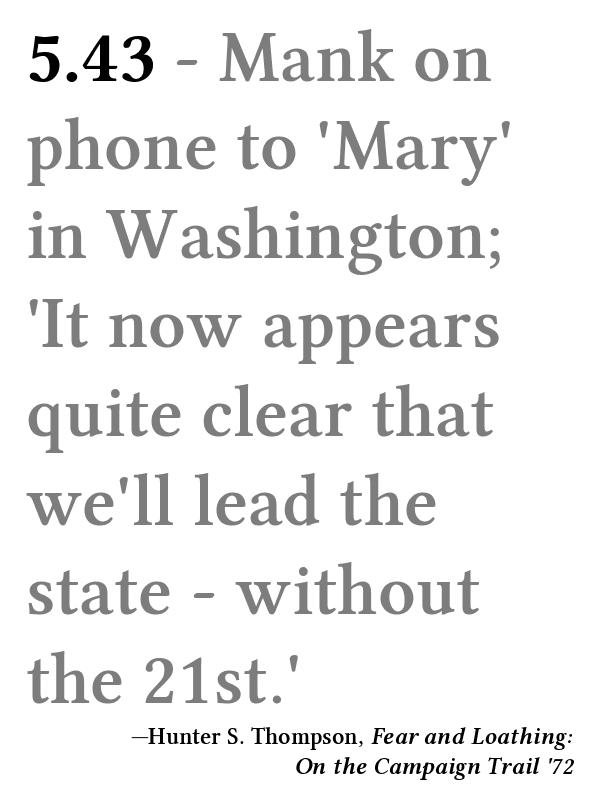 5.43 - Mank on
phone to 'Mary'
in Washington;
'It now appears
quite clear that
we'll lead the
state - without
the 21st.'
—Hunter S. Thompson, Fear and Loathing:
On the Campaign Trail '72